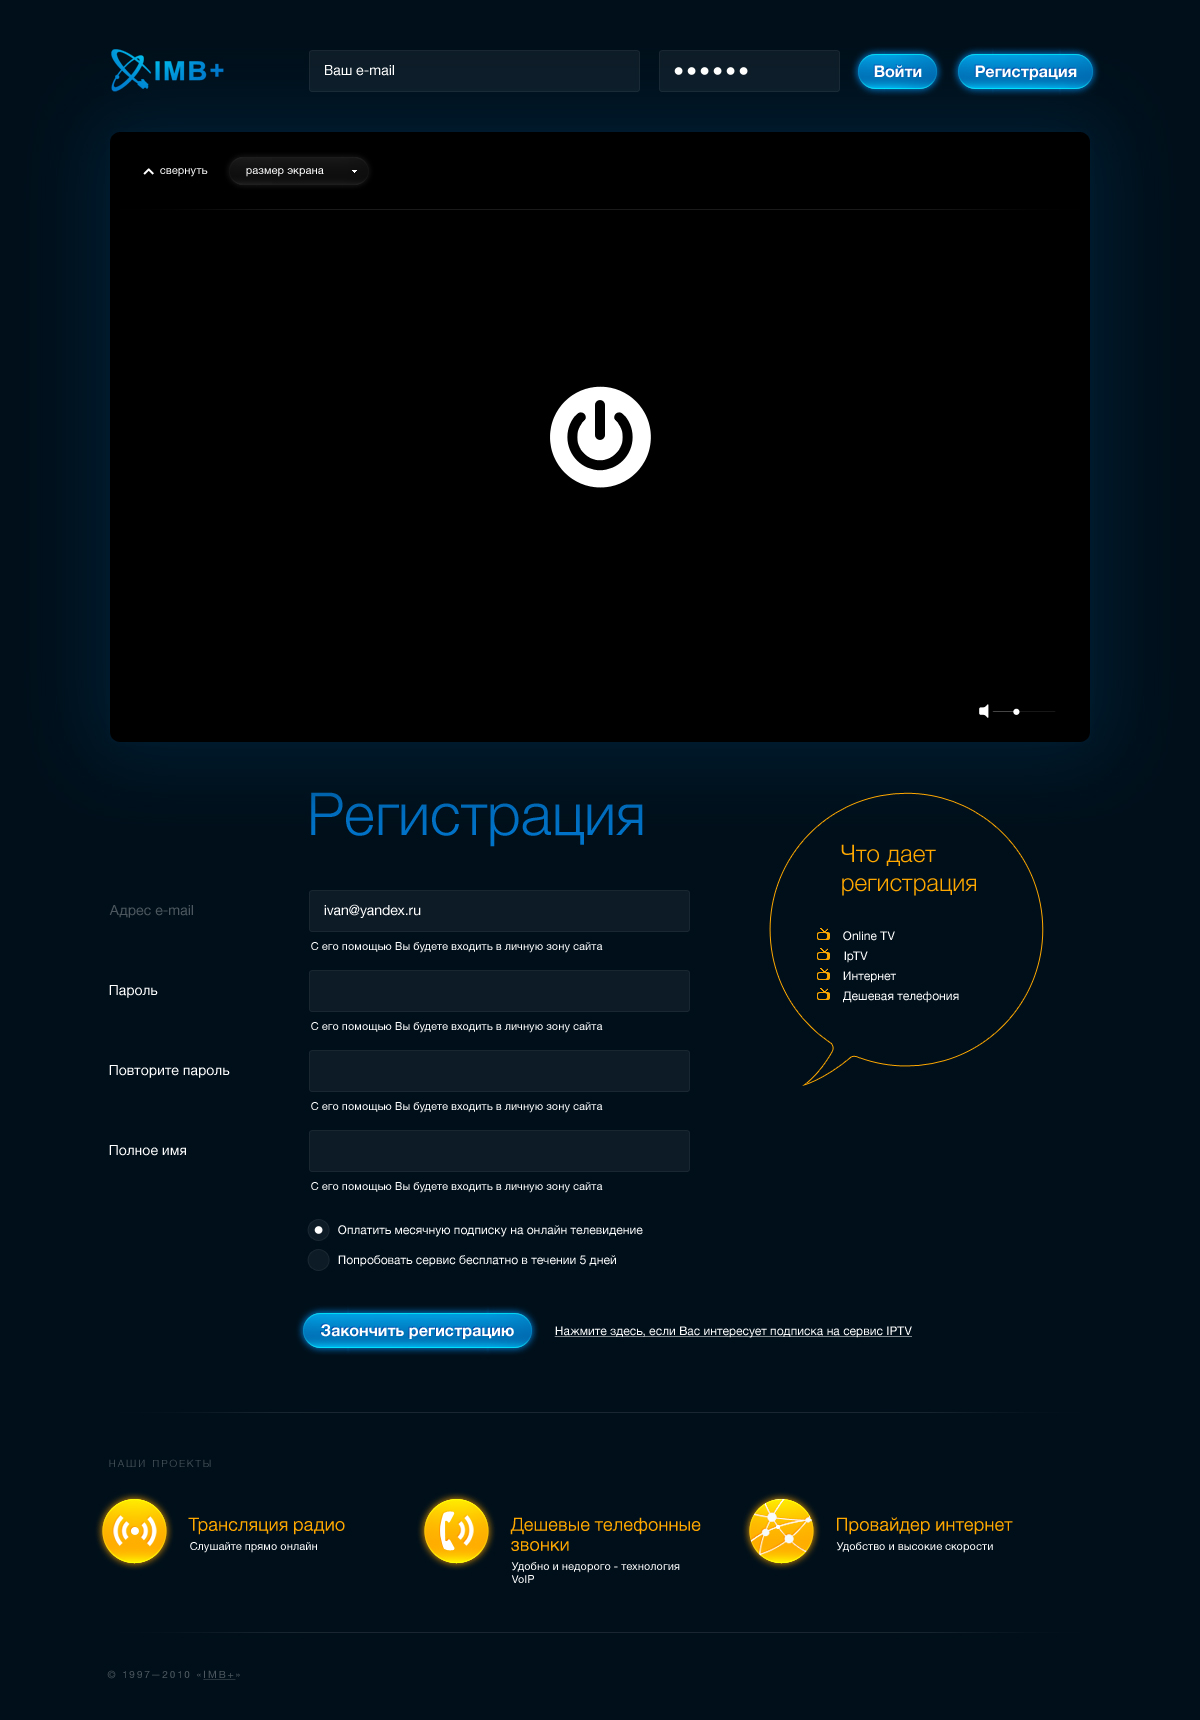 IMB+
Ваш e-mail
Войти
Регистрация
свернуть
размер экрана
Регистрация
Что дает
регистрация
Адрес e-mail
ivan@yandex.ru
С его помощью Вы будете входить в личную зону сайта
Online TV
IpTV
Интернет
Дешевая телефония
Пароль
С его помощью Вы будете входить в личную зону сайта
Повторите пароль
С его помощью Вы будете входить в личную зону сайта
Полное имя
С его помощью Вы будете входить в личную зону сайта
Оплатить месячную подписку на онлайн телевидение
Попробовать сервис бесплатно в течении 5 дней
Закончить регистрацию
Нажмите здесь, если Вас интересует подписка на сервис IPTV
НАШИ ПРОЕКТЫ
Трансляция радио
Слушайте прямо онлайн
Дешевые телефонные
звонки
Удобно и недорого - технология
VoIP
Провайдер интернет
Удобство и высокие скорости
© 1997—2010 «IMB+»